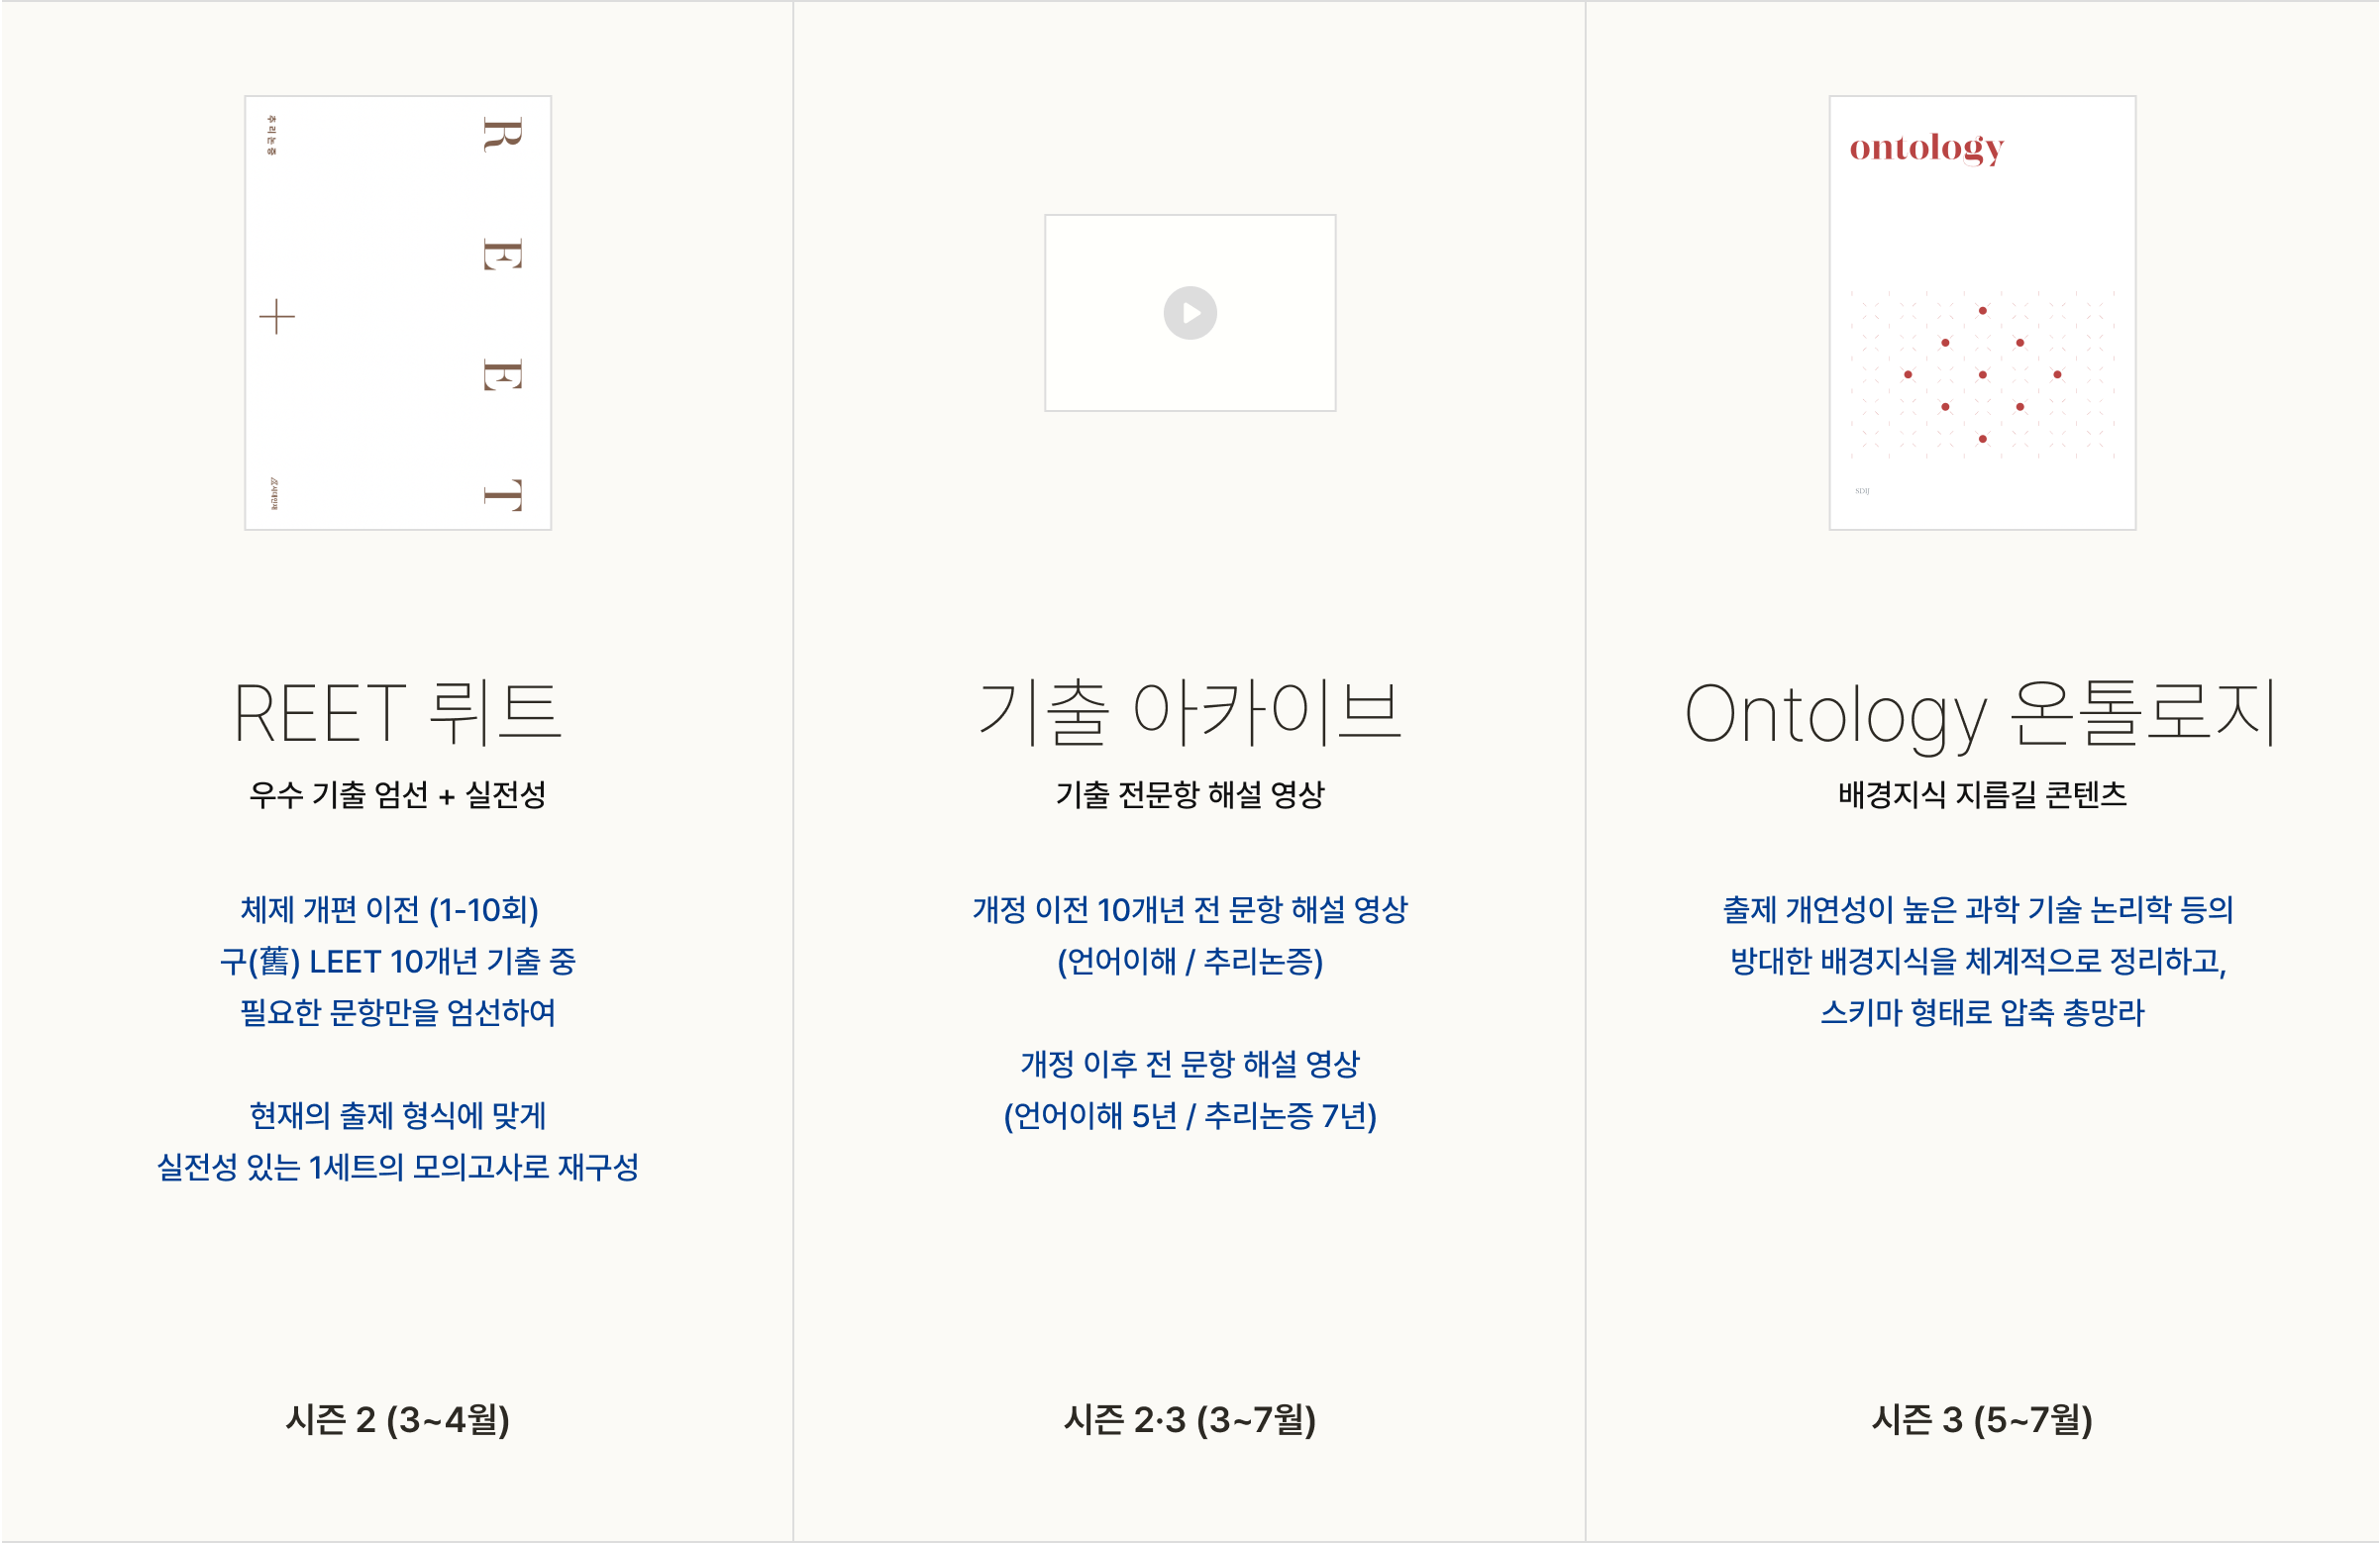 추리논증
R E E T
시대인재
REET 뤼트
우수 기출 엄선 + 실전성
체제 개편 이전 (1-10회)
구(舊) LEET 10개년 기출 중
필요한 문항만을 엄선하여
현재의 출제 형식에 맞게
실전성 있는 1세트의 모의고사로 재구성
시즌 2 (3~4월)
기출 아카이브
기출 전문항 해설 영상
개정 이전 10개년 전 문항 해설 영상
(언어이해 / 추리논증)
개정 이후 전 문항 해설 영상
(언어이해 5년 / 추리논증 7년)
시즌 2·3 (3~7월)
ontology
SDIJ
Ontology 온톨로지
배경지식 지름길 콘텐츠
출제 개연성이 높은 과학 기술 논리학 등의
방대한 배경지식을 체계적으로 정리하고,
스키마 형태로 압축 총망라
시즌 3 (5~7월)